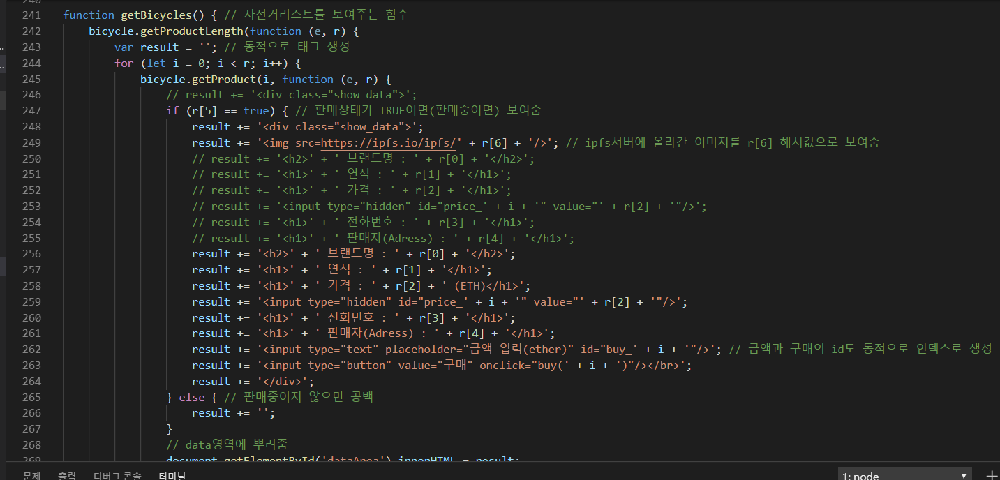 240
241 function getBicycles() { // 자전거리스트를 보여주는 함수
242 bicycle.getProductLength(function (e, r) {
243 var result = ''; // 동적으로 태그 생성
244 for (let i = 0; i < r; i++) {
245 bicycle.getProduct(i, function (e, r) {
246 // result += '<div class="show_data">';
247 if (r[5] == true) { // 판매상태가 TRUE이면(판매중이면) 보여줌
248 result += '<div class="show_data">';
249 result += '<img src=https://ipfs.io/ipfs/' + r[6] + '/>'; // ipfs서버에 올라간 이미지를 r[6] 해시값으로 보여줌
250 // result += '<h2>' + ' 브랜드명 : ' + r[0] + '</h2>';
251 // result += '<h1>' + ' 연식 : ' + r[1] + '</h1>';
252 // result += '<h1>' + ' 가격 : ' + r[2] + '</h1>';
253 // result += '<input type="hidden" id="price_' + i + '" value="' + r[2] + '"/>';
254 // result += '<h1>' + ' 전화번호 : ' + r[3] + '</h1>';
255 // result += '<h1>' + ' 판매자(Adress) : ' + r[4] + '</h1>';
256 result += '<h2>' + ' 브랜드명 : ' + r[0] + '</h2>';
257 result += '<h1>' + ' 연식 : ' + r[1] + '</h1>';
258 result += '<h1>' + ' 가격 : ' + r[2] + ' (ETH)</h1>';
259 result += '<input type="hidden" id="price_' + i + '" value="' + r[2] + '"/>';
260 result += '<h1>' + ' 전화번호 : ' + r[3] + '</h1>';
261 result += '<h1>' + ' 판매자(Adress) : ' + r[4] + '</h1>';
262 result += '<input type="text" placeholder="금액 입력(ether)" id="buy_' + i + '"/>'; // 금액과 구매의 id도 동적으로 인덱스로 생성
263 result += '<input type="button" value="구매" onclick="buy(' + i + ')"/></br>';
264 result += '</div>';
265 } else { // 판매중이지 않으면 공백
266 result += '';
267 }
268 // data영역에 뿌려줌
269 document.getElementById('dataArea').innerHTML = result;
문제 출력 디버그 콘솔 터미널 1: node